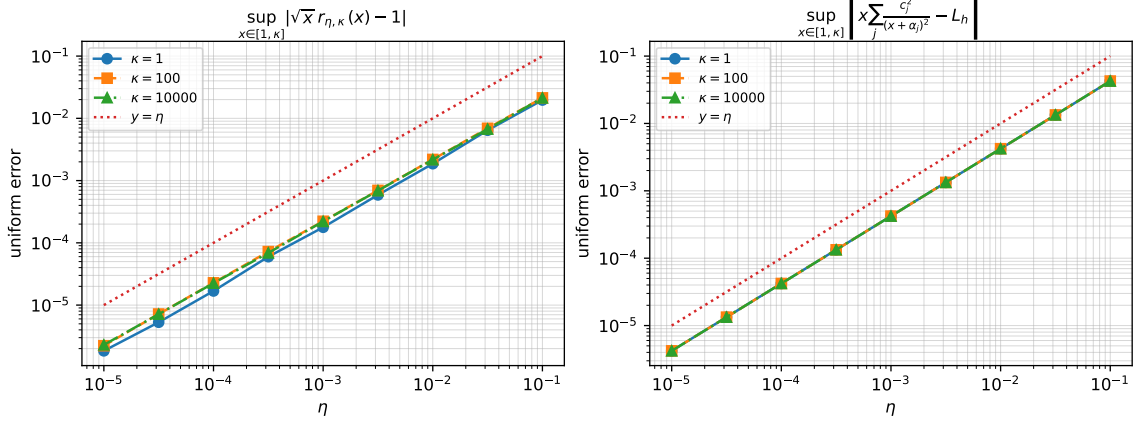 sup |√x r_{η,κ}(x) − 1|
x∈[1, κ]
10⁻¹
10⁻²
10⁻³
10⁻⁴
10⁻⁵
uniform error
κ = 1
κ = 100
κ = 10000
y = η
10⁻⁵
10⁻⁴
10⁻³
10⁻²
10⁻¹
η
sup |x ∑_j c_j²/(x + α_j)² − L_h|
x∈[1, κ]
10⁻¹
10⁻²
10⁻³
10⁻⁴
10⁻⁵
uniform error
κ = 1
κ = 100
κ = 10000
y = η
10⁻⁵
10⁻⁴
10⁻³
10⁻²
10⁻¹
η